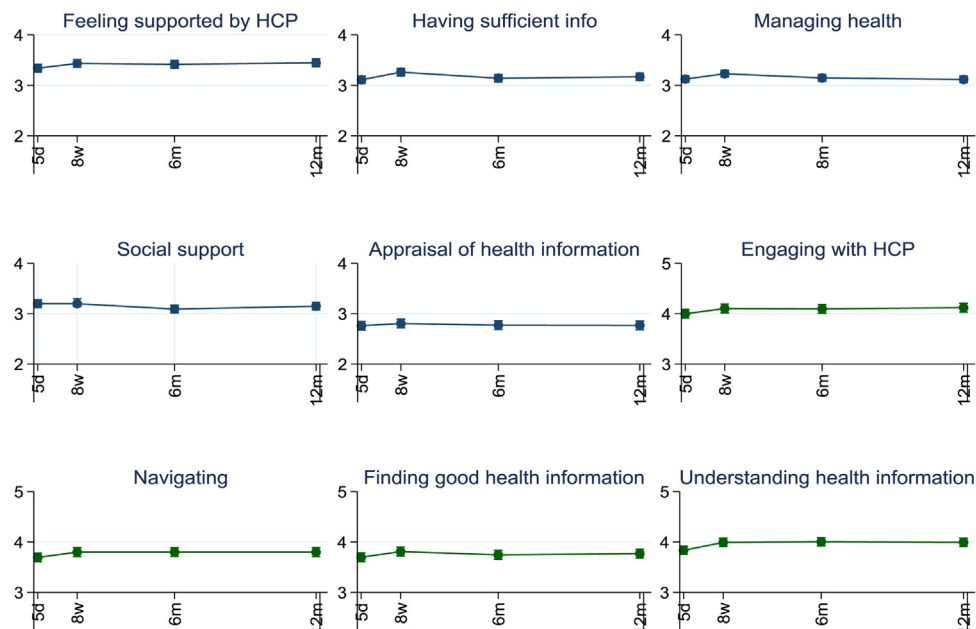 Feeling supported by HCP
4
3
2
5d
8w
6m
12m
Having sufficient info
4
3
2
5d
8w
6m
12m
Managing health
4
3
2
5d
8w
8m
12m
Social support
4
3
2
5d
8w
6m
12m
Appraisal of health information
4
3
2
5d
8w
6m
12m
Engaging with HCP
5
4
3
5d
8w
6m
12m
Navigating
5
4
3
5d
8w
6m
12m
Finding good health information
5
4
3
5d
8w
6m
12m
Understanding health information
5
4
3
5d
8w
6m
12m